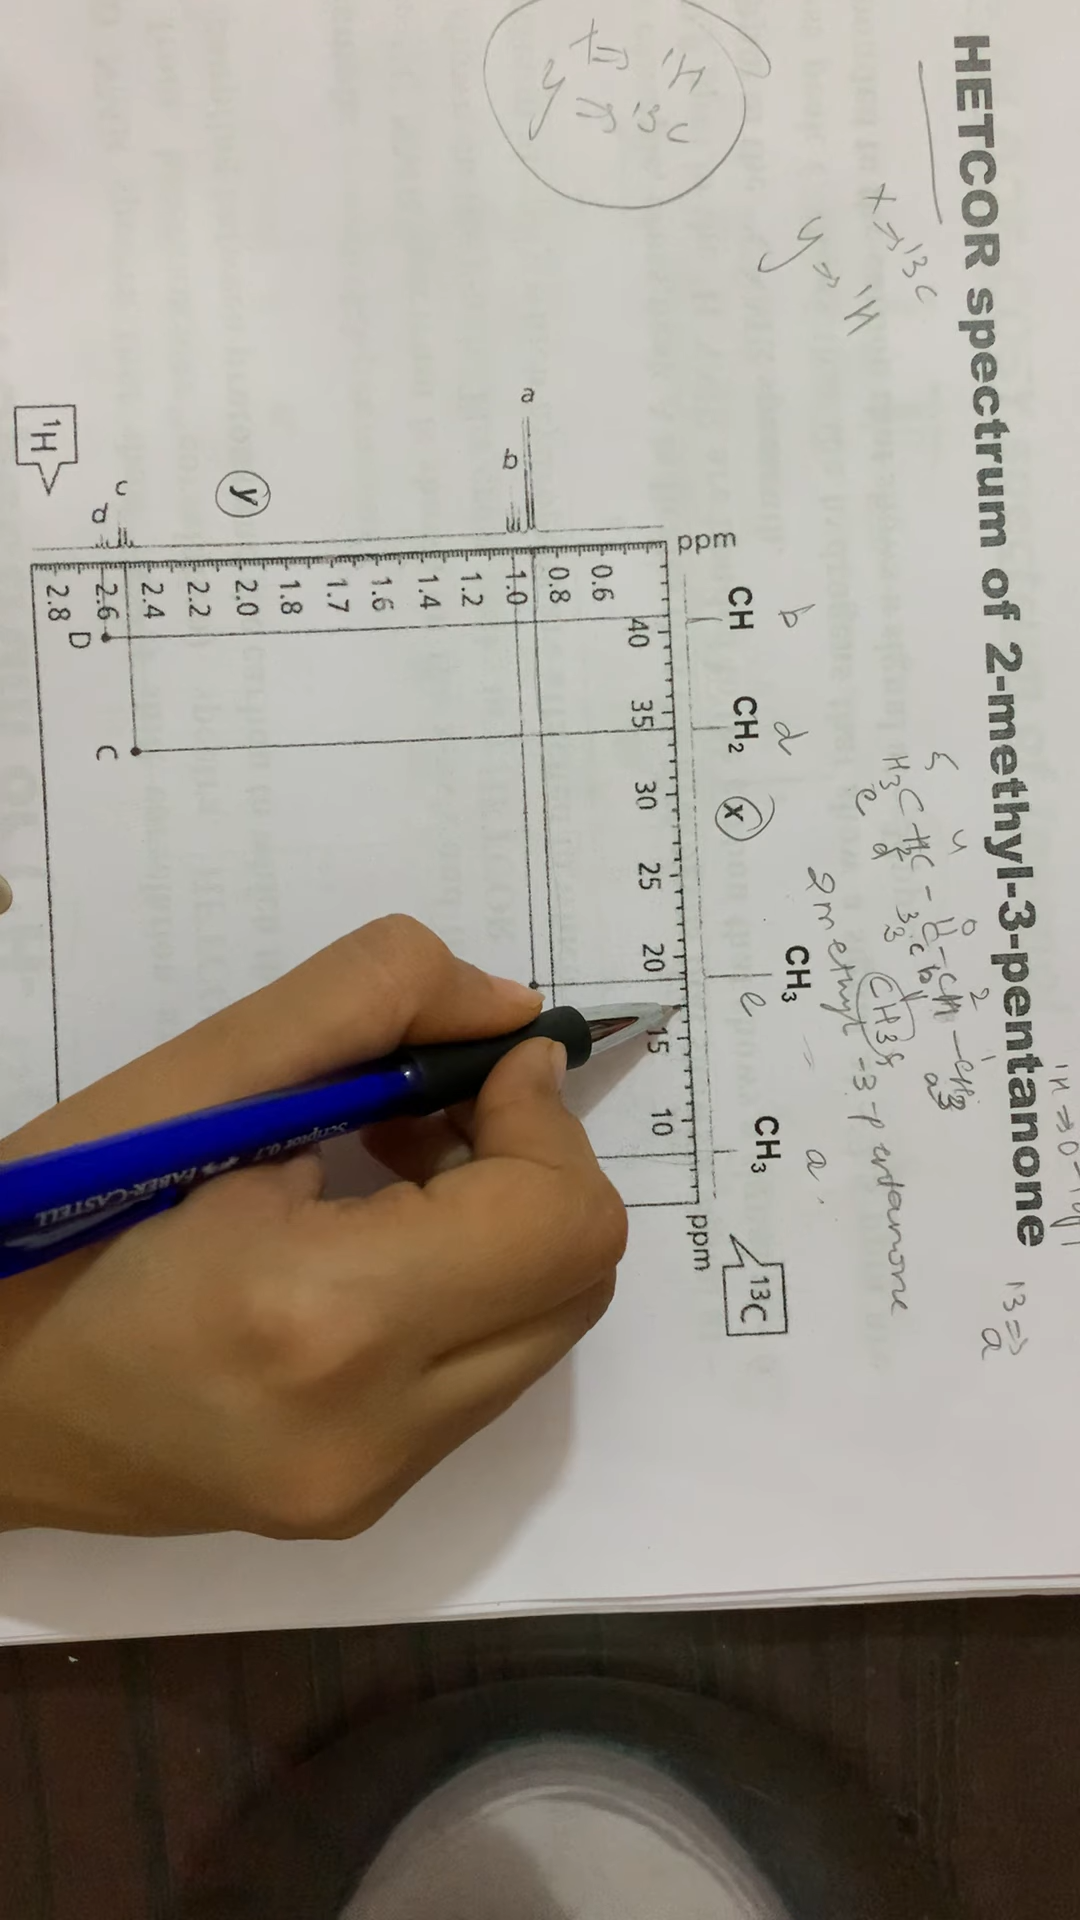 HETCOR spectrum of 2-methyl-3-pentanone
x → 13C
y → 1H
1H => x
y => 13C
2 methyl - 3 - pentanone
b
d
e
a
CH
CH2
CH3
CH3
x
13C
ppm
40
35
30
25
20
15
10
ppm
0.6
0.8
1.0
1.2
1.4
1.6
1.7
1.8
2.0
2.2
2.4
2.6
2.8
a
b
c
d
y
1H
D
C
Scriptor 0.7 FABER-CASTELL